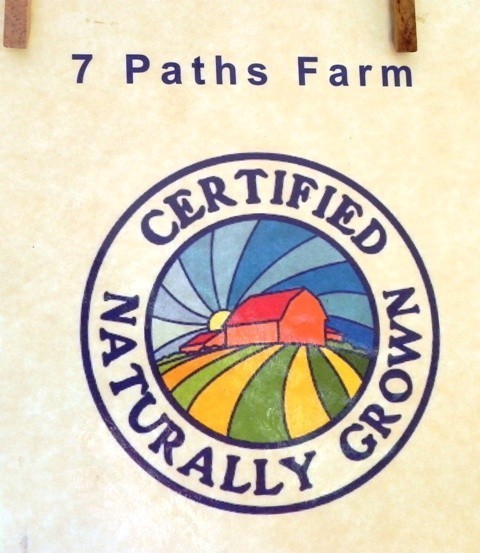 7 Paths Farm
CERTIFIED
NATURALLY GROWN